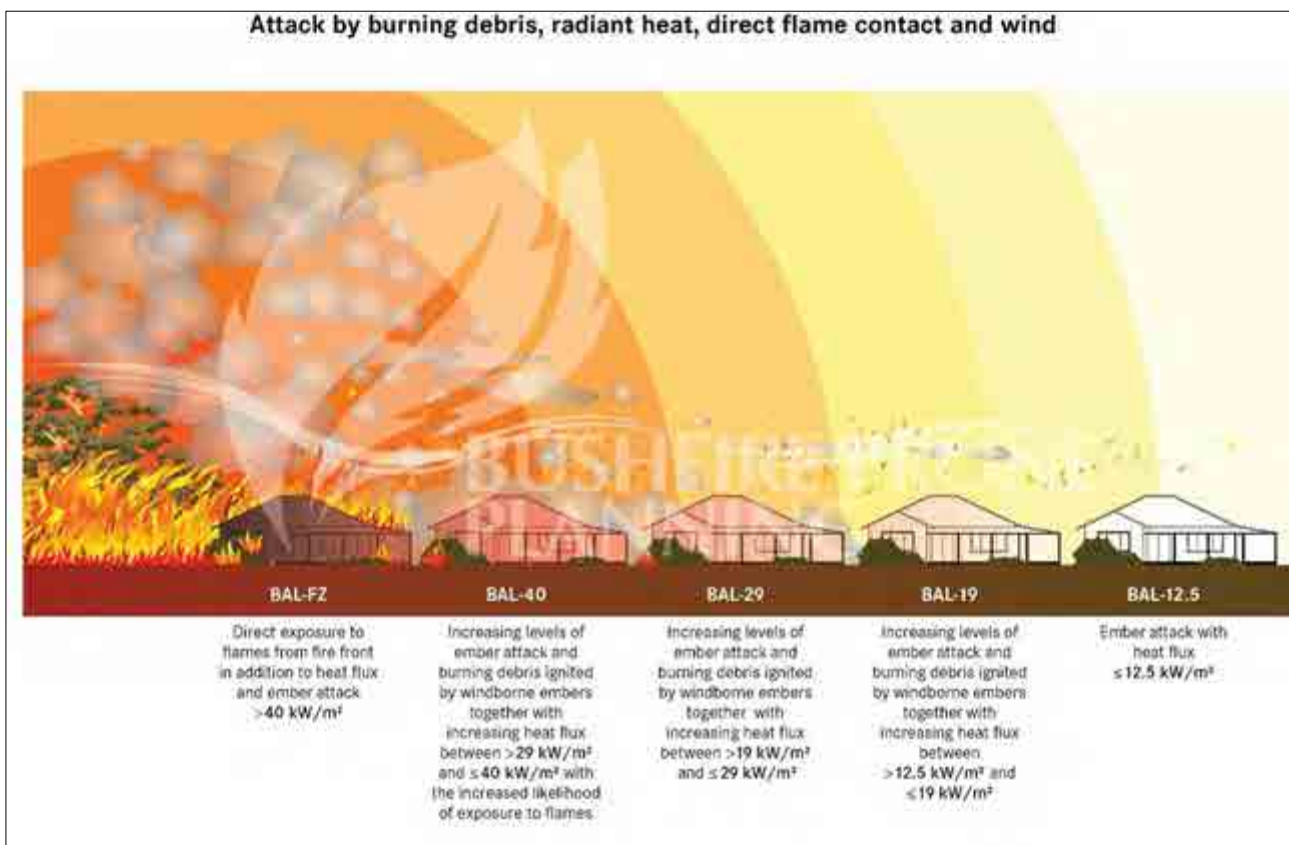 Attack by burning debris, radiant heat, direct flame contact and wind
BUSHFIRE
PLANNING
BAL-FZ
Direct exposure to
flames from fire front
in addition to heat flux
and ember attack
>40 kW/m²
BAL-40
Increasing levels of
ember attack and
burning debris ignited
by windborne embers
together with
increasing heat flux
between >29 kW/m²
and ≤40 kW/m² with
the increased likelihood
of exposure to flames
BAL-29
Increasing levels of
ember attack and
burning debris ignited
by windborne embers
together with
increasing heat flux
between >19 kW/m²
and ≤29 kW/m²
BAL-19
Increasing levels of
ember attack and
burning debris ignited
by windborne embers
together with
increasing heat flux
between
>12.5 kW/m² and
≤19 kW/m²
BAL-12.5
Ember attack with
heat flux
≤12.5 kW/m²